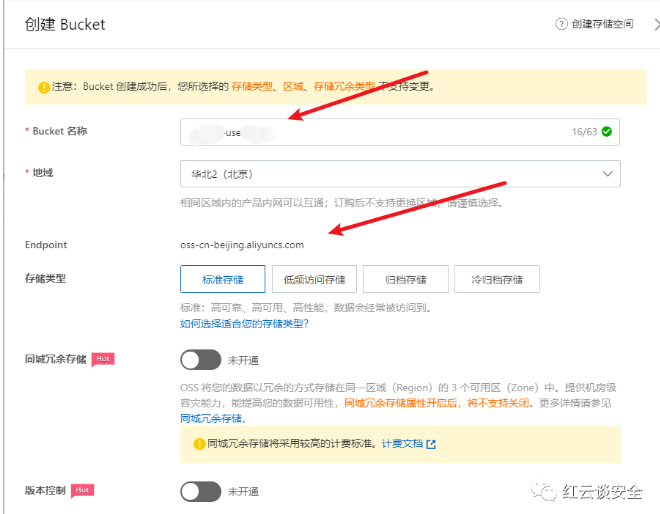 创建 Bucket
创建存储空间
注意：Bucket 创建成功后，您所选择的 存储类型、区域、存储冗余类型 不支持变更。
* Bucket 名称
-use
16/63
* 地域
华北2（北京）
相同区域内的产品内网可以互通；订购后不支持更换区域，请谨慎选择。
Endpoint
oss-cn-beijing.aliyuncs.com
存储类型
标准存储
低频访问存储
归档存储
冷归档存储
标准：高可靠、高可用、高性能，数据会经常被访问到。
如何选择适合您的存储类型？
同城冗余存储 Hot
未开通
OSS 将您的数据以冗余的方式存储在同一区域（Region）的 3 个可用区（Zone）中。提供机房级
容灾能力，能提高您的数据可用性，同城冗余存储属性开启后，将不支持关闭。更多详情请参见
同城冗余存储。
同城冗余存储将采用较高的计费标准。计费文档
版本控制 Hot
未开通
红云谈安全